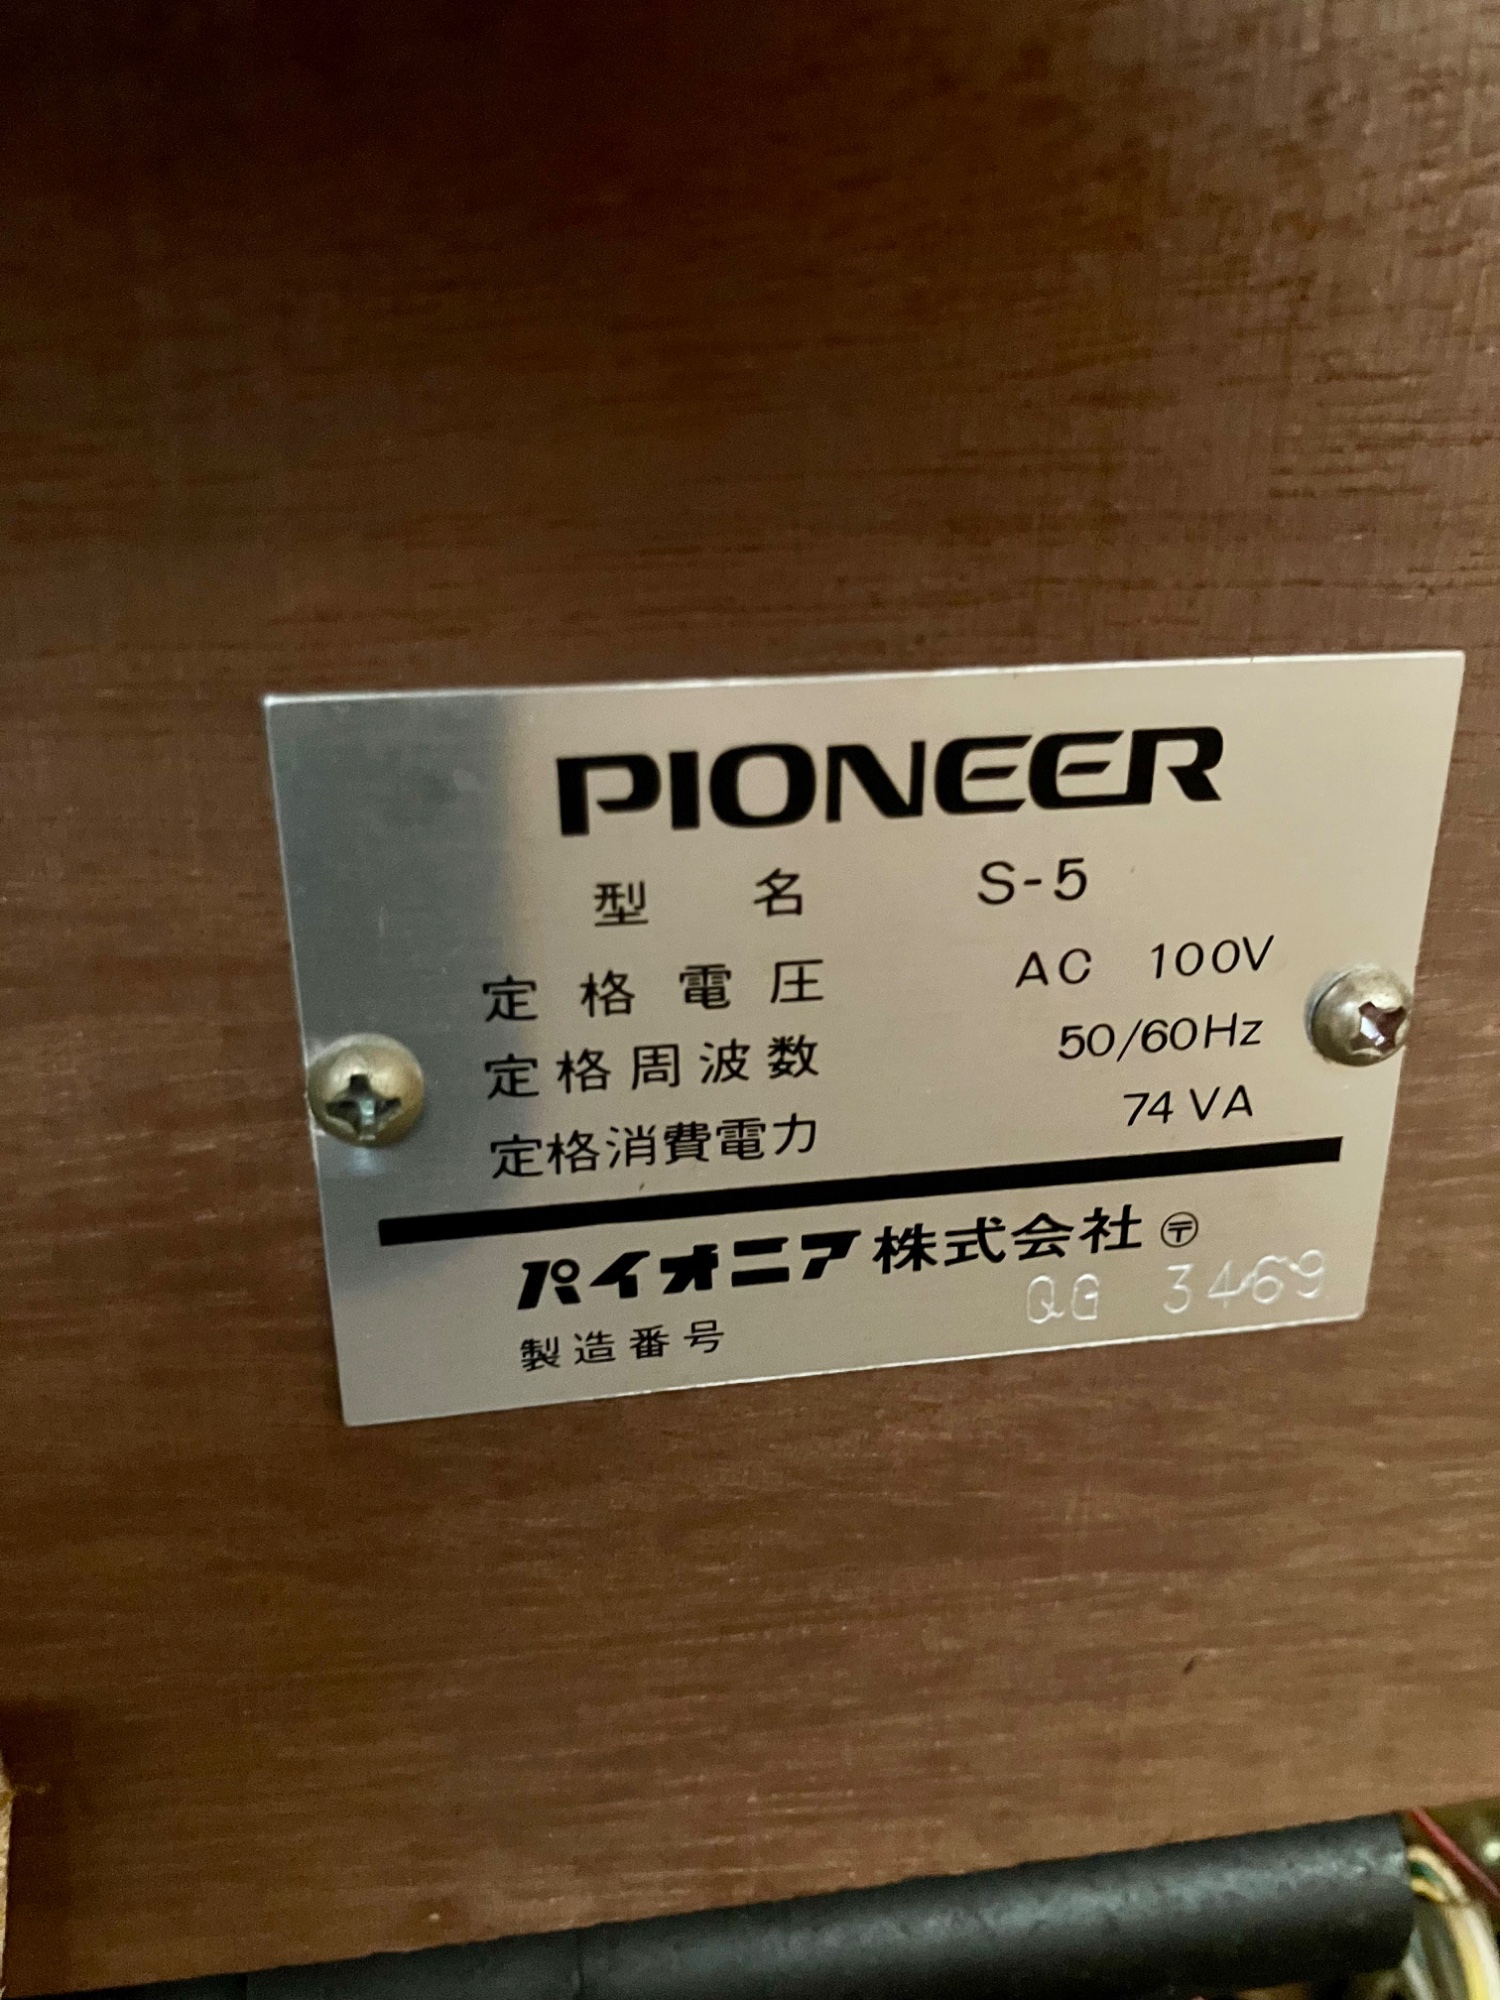 PIONEER
型名 S-5
定格電圧 AC 100V
定格周波数 50/60Hz
定格消費電力 74VA
パイオニア株式会社 〶
製造番号 QG 3469